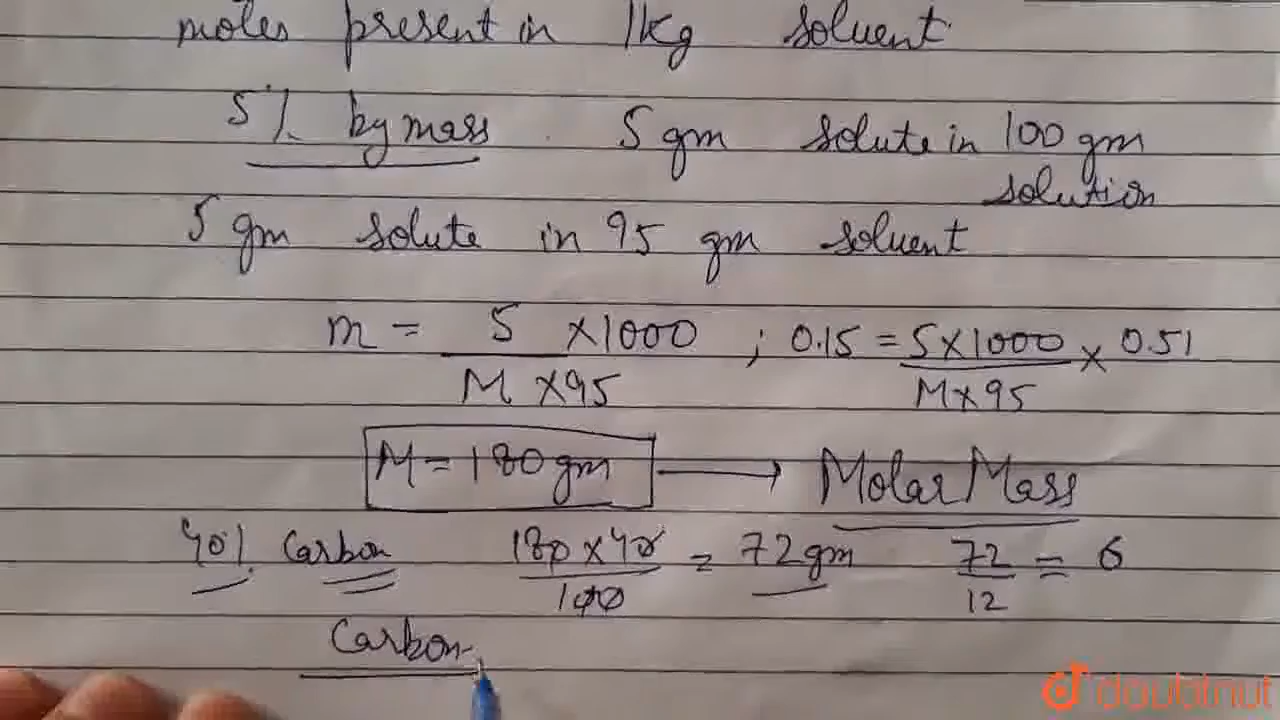 moles present in 1Kg solvent
5% by mass. 5 gm solute in 100 gm
solution
5 gm solute in 95 gm solvent
m = 5 ×1000 ; 0.15 = 5×1000 × 0.51
M ×95 M×95
M = 180 gm → Molar Mass
40% Carbon 180 × 40 = 72 gm 72 = 6
100 12
Carbon
doubtnut